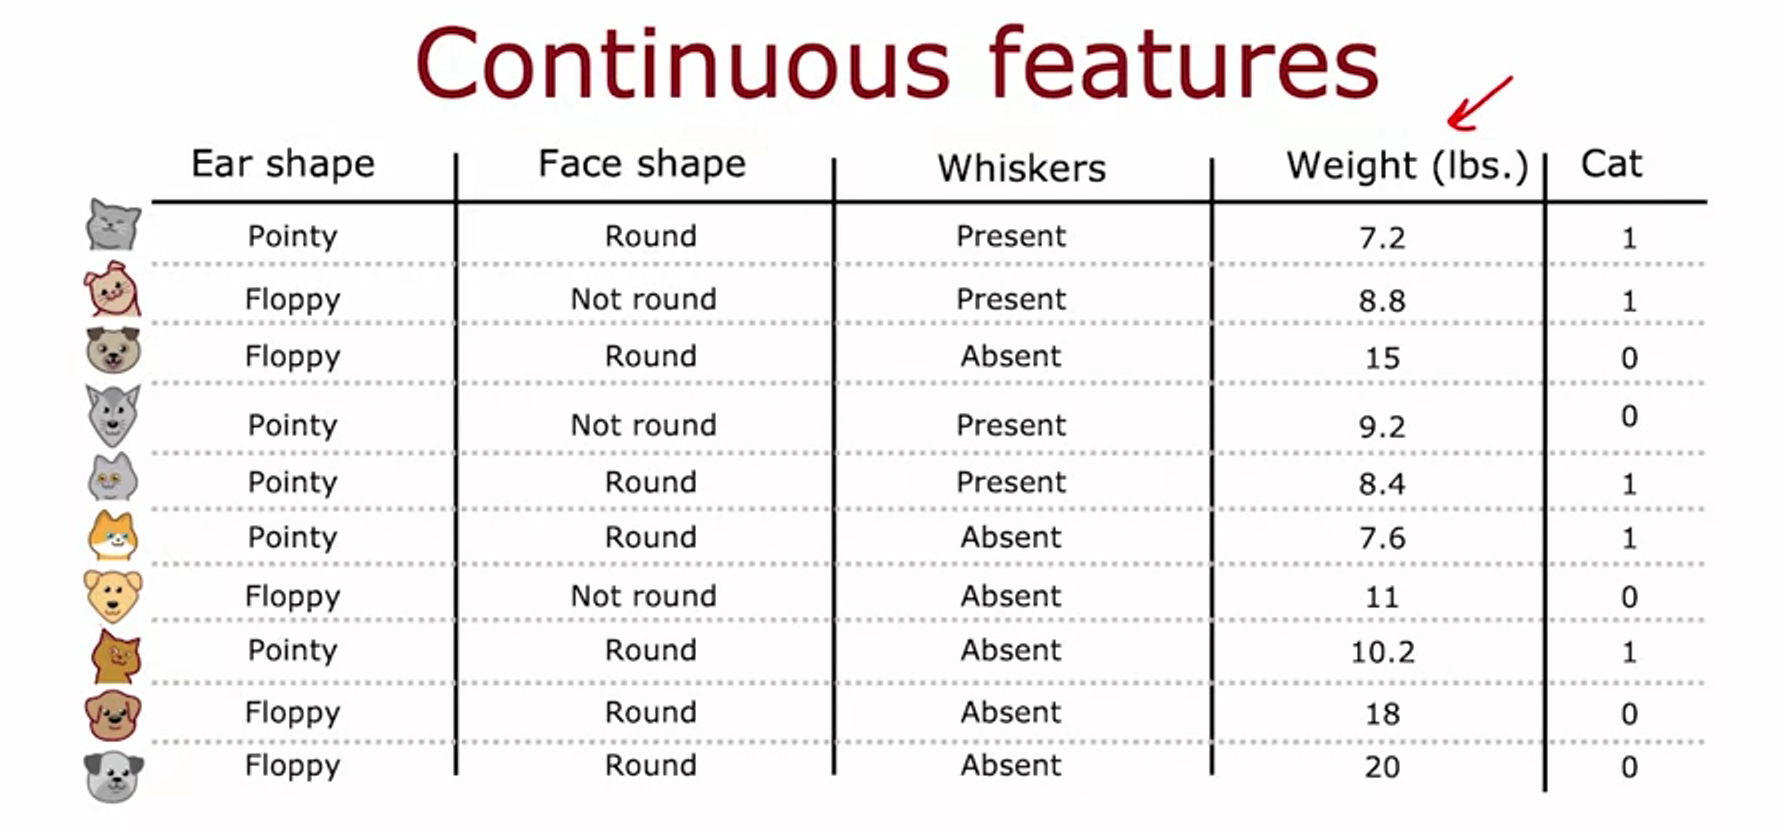 Continuous features
Ear shape Face shape Whiskers Weight (lbs.) Cat
Pointy Round Present 7.2 1
Floppy Not round Present 8.8 1
Floppy Round Absent 15 0
Pointy Not round Present 9.2 0
Pointy Round Present 8.4 1
Pointy Round Absent 7.6 1
Floppy Not round Absent 11 0
Pointy Round Absent 10.2 1
Floppy Round Absent 18 0
Floppy Round Absent 20 0